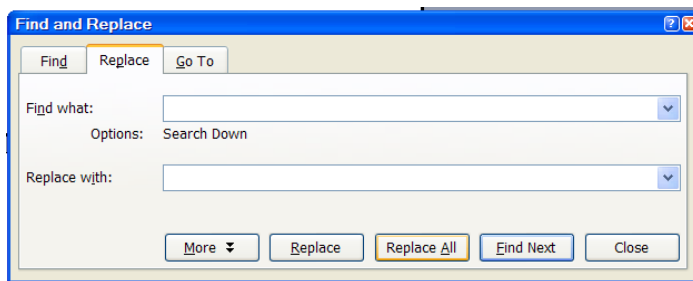 Find and Replace
Find Replace Go To
Find what:
Options: Search Down
Replace with:
More Replace Replace All Find Next Close